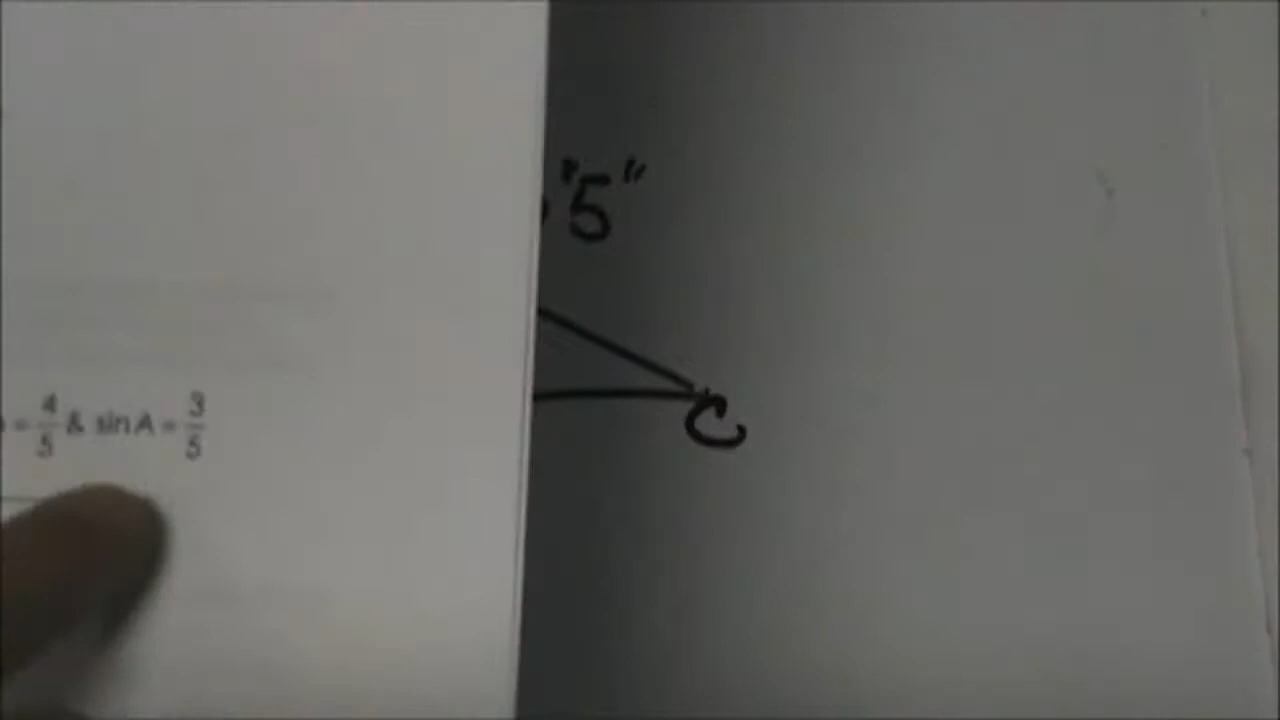 "5"
= 4/5 & sin A = 3/5
C